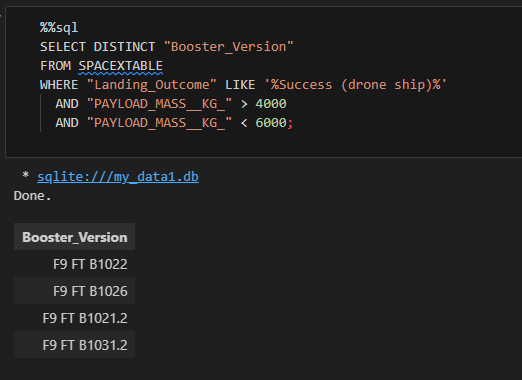 %%sql
SELECT DISTINCT "Booster_Version"
FROM SPACEXTABLE
WHERE "Landing_Outcome" LIKE '%Success (drone ship)%'
  AND "PAYLOAD_MASS__KG_" > 4000
  AND "PAYLOAD_MASS__KG_" < 6000;
* sqlite:///my_data1.db
Done.
Booster_Version
F9 FT B1022
F9 FT B1026
F9 FT B1021.2
F9 FT B1031.2